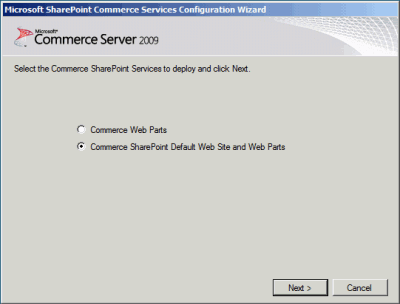 Microsoft SharePoint Commerce Services Configuration Wizard
Microsoft
Commerce Server 2009
Select the Commerce SharePoint Services to deploy and click Next.
Commerce Web Parts
Commerce SharePoint Default Web Site and Web Parts
Next >
Cancel